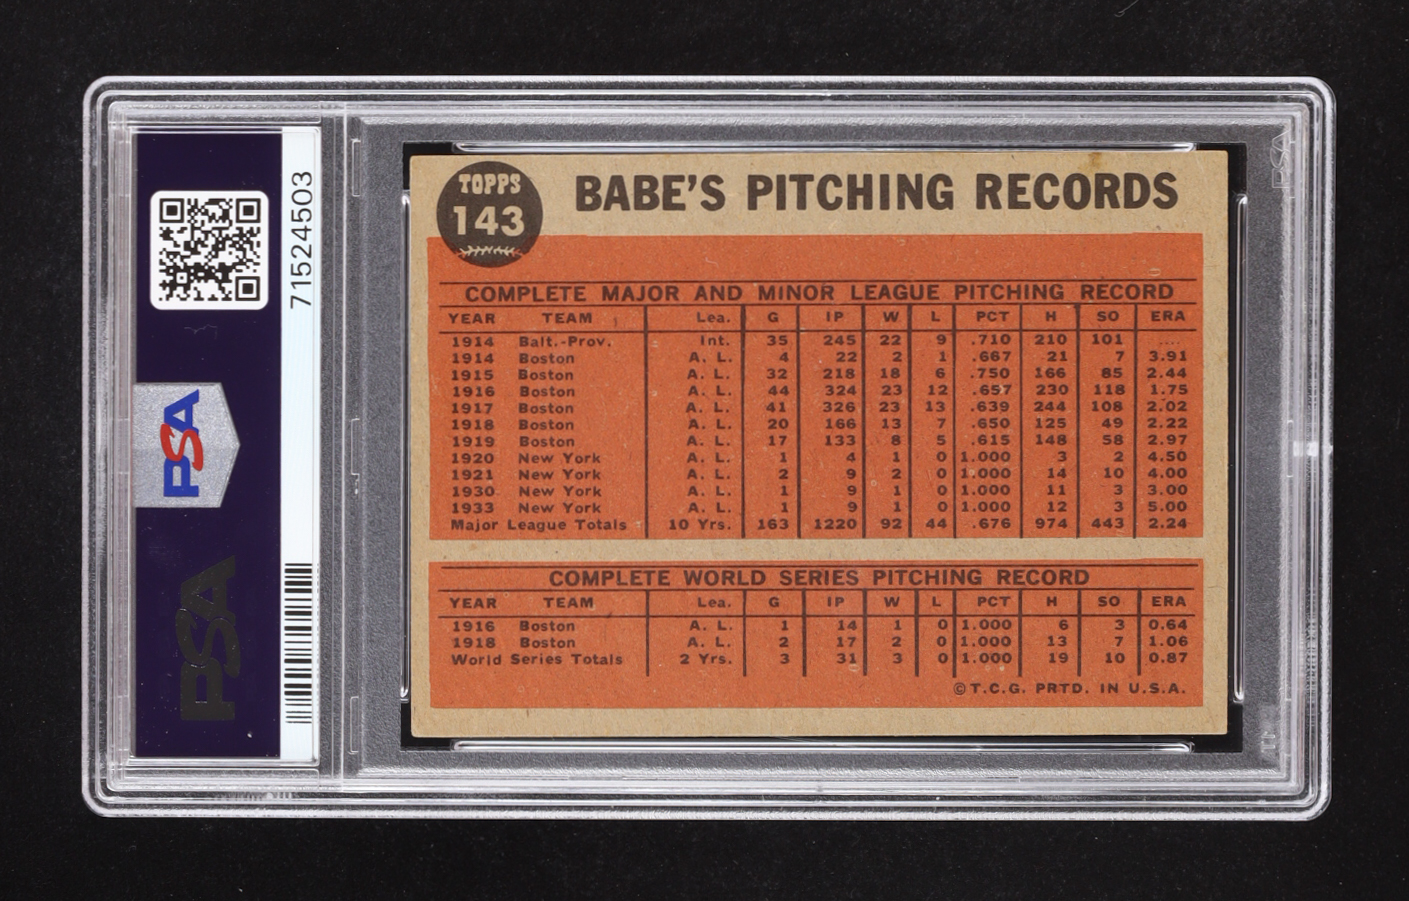 TOPPS
143
BABE'S PITCHING RECORDS
COMPLETE MAJOR AND MINOR LEAGUE PITCHING RECORD
YEAR TEAM Lea. G IP W L PCT H SO ERA
1914 Balt.-Prov. Int. 35 245 22 9 .710 210 101 ....
1914 Boston A. L. 4 22 2 1 .667 21 7 3.91
1915 Boston A. L. 32 218 18 6 .750 166 85 2.44
1916 Boston A. L. 44 324 23 12 .657 230 118 1.75
1917 Boston A. L. 41 326 23 13 .639 244 108 2.02
1918 Boston A. L. 20 166 13 7 .650 125 49 2.22
1919 Boston A. L. 17 133 8 5 .615 148 58 2.97
1920 New York A. L. 1 4 1 0 1.000 3 2 4.50
1921 New York A. L. 2 9 2 0 1.000 14 10 4.00
1930 New York A. L. 1 9 1 0 1.000 11 3 3.00
1933 New York A. L. 1 9 1 0 1.000 12 3 5.00
Major League Totals 10 Yrs. 163 1220 92 44 .676 974 443 2.24
COMPLETE WORLD SERIES PITCHING RECORD
YEAR TEAM Lea. G IP W L PCT H SO ERA
1916 Boston A. L. 1 14 1 0 1.000 6 3 0.64
1918 Boston A. L. 2 17 2 0 1.000 13 7 1.06
World Series Totals 2 Yrs. 3 31 3 0 1.000 19 10 0.87
©T.C.G. PRTD. IN U.S.A.
71524503
PSA
PSA
PSA